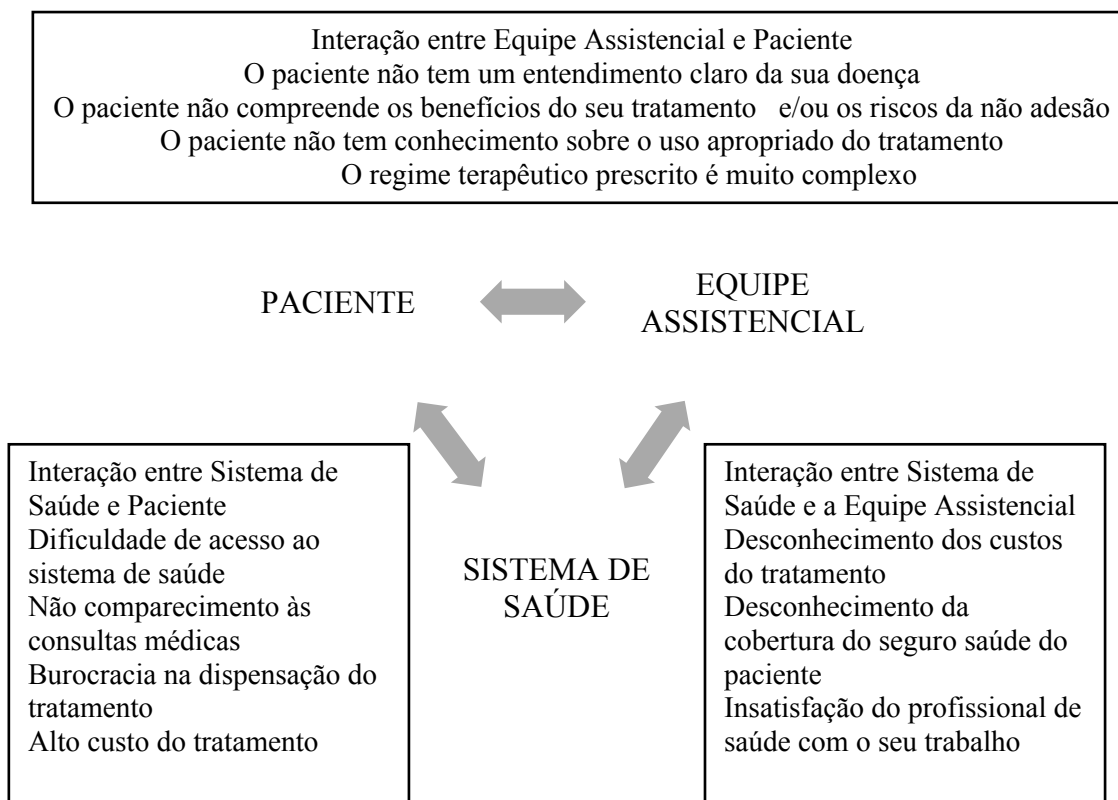 Interação entre Equipe Assistencial e Paciente
O paciente não tem um entendimento claro da sua doença
O paciente não compreende os benefícios do seu tratamento e/ou os riscos da não adesão
O paciente não tem conhecimento sobre o uso apropriado do tratamento
O regime terapêutico prescrito é muito complexo
PACIENTE
EQUIPE
ASSISTENCIAL
Interação entre Sistema de
Saúde e Paciente
Dificuldade de acesso ao
sistema de saúde
Não comparecimento às
consultas médicas
Burocracia na dispensação do
tratamento
Alto custo do tratamento
SISTEMA DE
SAÚDE
Interação entre Sistema de
Saúde e a Equipe Assistencial
Desconhecimento dos custos
do tratamento
Desconhecimento da
cobertura do seguro saúde do
paciente
Insatisfação do profissional de
saúde com o seu trabalho